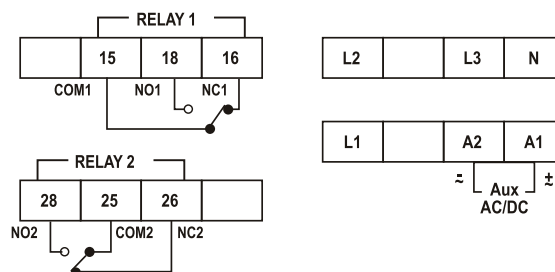 RELAY 1
15 18 16
COM1 NO1 NC1
RELAY 2
28 25 26
NO2 COM2 NC2
L2 L3 N
L1 A2 A1
Aux
AC/DC